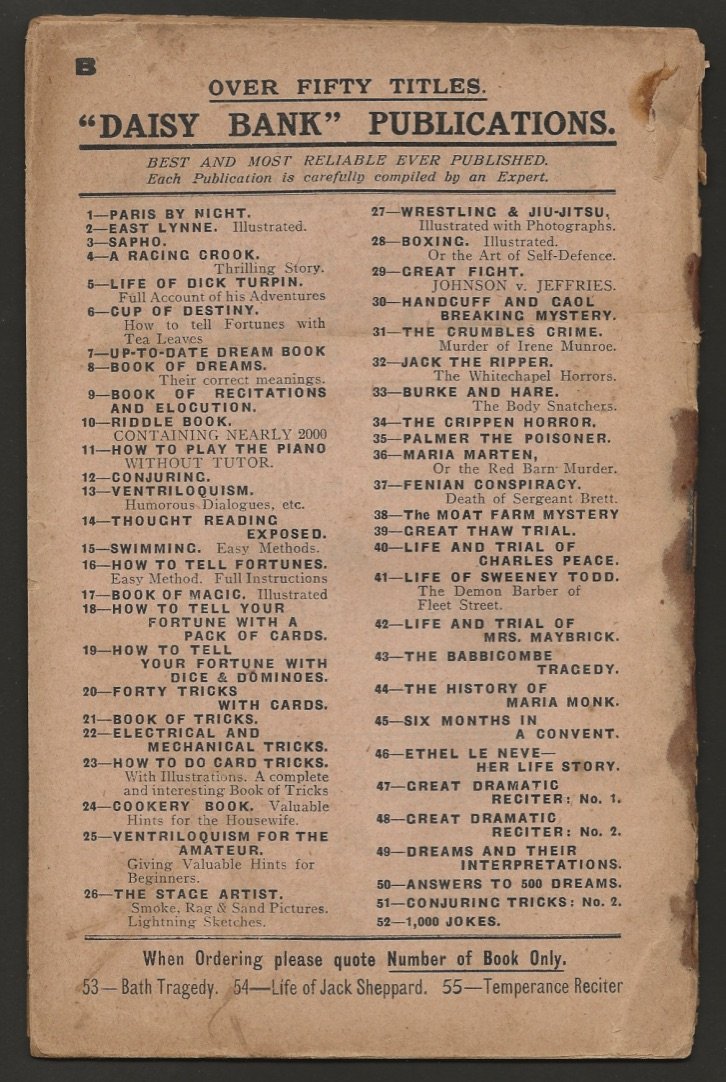 B
OVER FIFTY TITLES.
“DAISY BANK” PUBLICATIONS.
BEST AND MOST RELIABLE EVER PUBLISHED.
Each Publication is carefully compiled by an Expert.
1—PARIS BY NIGHT.
2—EAST LYNNE. Illustrated.
3—SAPHO.
4—A RACING CROOK.
Thrilling Story.
5—LIFE OF DICK TURPIN.
Full Account of his Adventures
6—CUP OF DESTINY.
How to tell Fortunes with
Tea Leaves
7—UP-TO-DATE DREAM BOOK
8—BOOK OF DREAMS.
Their correct meanings.
9—BOOK OF RECITATIONS
AND ELOCUTION.
10—RIDDLE BOOK.
CONTAINING NEARLY 2000
11—HOW TO PLAY THE PIANO
WITHOUT TUTOR.
12—CONJURING.
13—VENTRILOQUISM.
Humorous Dialogues, etc.
14—THOUGHT READING
EXPOSED.
15—SWIMMING. Easy Methods.
16—HOW TO TELL FORTUNES.
Easy Method. Full Instructions
17—BOOK OF MAGIC. Illustrated
18—HOW TO TELL YOUR
FORTUNE WITH A
PACK OF CARDS.
19—HOW TO TELL
YOUR FORTUNE WITH
DICE & DOMINOES.
20—FORTY TRICKS
WITH CARDS.
21—BOOK OF TRICKS.
22—ELECTRICAL AND
MECHANICAL TRICKS.
23—HOW TO DO CARD TRICKS.
With Illustrations. A complete
and interesting Book of Tricks
24—COOKERY BOOK. Valuable
Hints for the Housewife.
25—VENTRILOQUISM FOR THE
AMATEUR.
Giving Valuable Hints for
Beginners.
26—THE STAGE ARTIST.
Smoke, Rag & Sand Pictures.
Lightning Sketches.
27—WRESTLING & JIU-JITSU,
Illustrated with Photographs.
28—BOXING. Illustrated.
Or the Art of Self-Defence.
29—GREAT FIGHT.
JOHNSON v. JEFFRIES.
30—HANDCUFF AND GAOL
BREAKING MYSTERY.
31—THE CRUMBLES CRIME.
Murder of Irene Munroe.
32—JACK THE RIPPER.
The Whitechapel Horrors.
33—BURKE AND HARE.
The Body Snatchers.
34—THE CRIPPEN HORROR.
35—PALMER THE POISONER.
36—MARIA MARTEN,
Or the Red Barn Murder.
37—FENIAN CONSPIRACY.
Death of Sergeant Brett.
38—The MOAT FARM MYSTERY
39—GREAT THAW TRIAL.
40—LIFE AND TRIAL OF
CHARLES PEACE.
41—LIFE OF SWEENEY TODD.
The Demon Barber of
Fleet Street.
42—LIFE AND TRIAL OF
MRS. MAYBRICK.
43—THE BABBICOMBE
TRAGEDY.
44—THE HISTORY OF
MARIA MONK.
45—SIX MONTHS IN
A CONVENT.
46—ETHEL LE NEVE—
HER LIFE STORY.
47—GREAT DRAMATIC
RECITER: No. 1.
48—GREAT DRAMATIC
RECITER: No. 2.
49—DREAMS AND THEIR
INTERPRETATIONS.
50—ANSWERS TO 500 DREAMS.
51—CONJURING TRICKS: No. 2.
52—1,000 JOKES.
When Ordering please quote Number of Book Only.
53—Bath Tragedy. 54—Life of Jack Sheppard. 55—Temperance Reciter